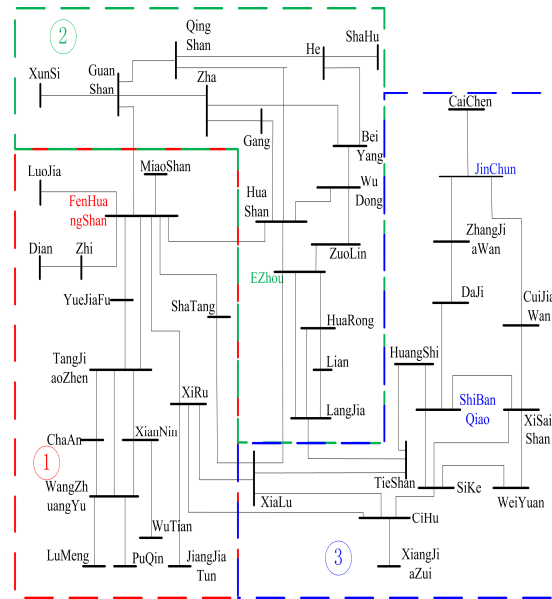 2
Qing
Shan
He
ShaHu
XunSi
Guan
Shan
Zha
Gang
Bei
Yang
CaiChen
JinChun
LuoJia
MiaoShan
FenHua
ngShan
Hua
Shan
Wu
Dong
ZhangJi
aWan
Dian
Zhi
ZuoLin
EZhou
YueJiaFu
ShaTang
DaJi
CuiJia
Wan
HuaRong
TangJi
aoZhen
Lian
HuangShi
XiRu
LangJia
ShiBan
Qiao
XiSai
Shan
ChaAn
XianNin
1
WangZh
uangYu
XiaLu
TieShan
SiKe
WeiYuan
WuTian
CiHu
LuMeng
PuQin
JiangJia
Tun
3
XiangJi
aZui